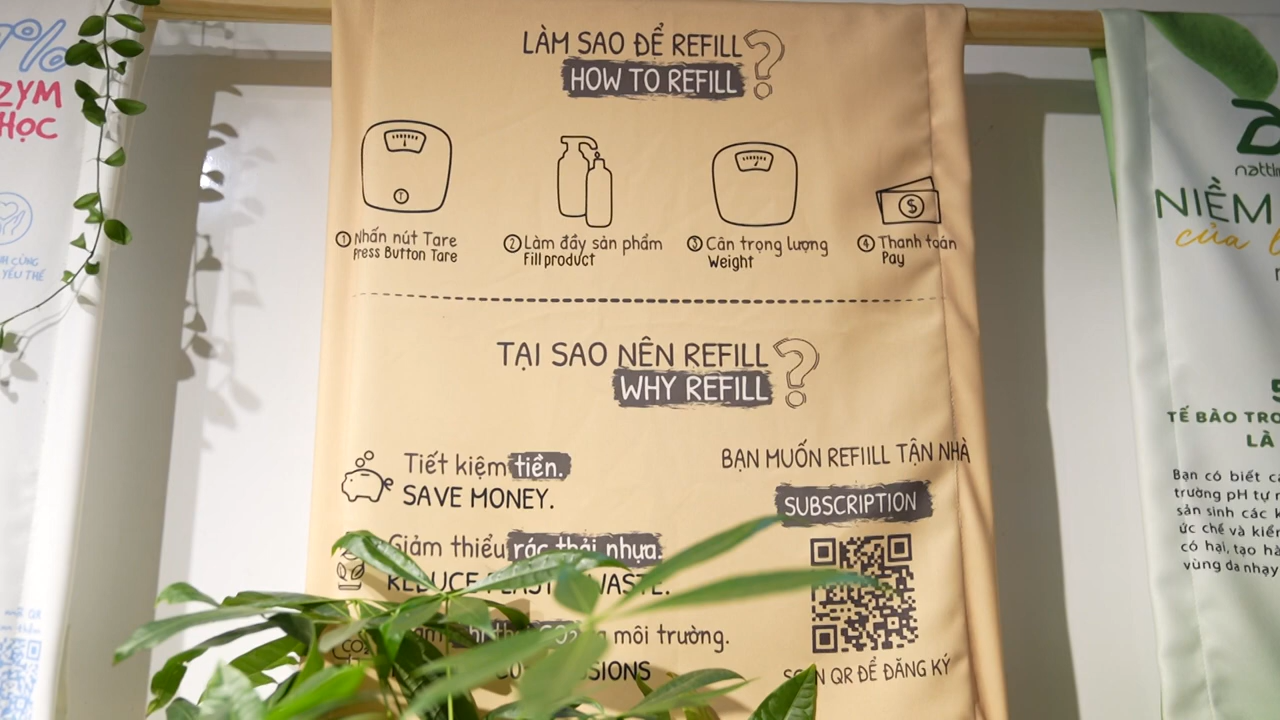 LÀM SAO ĐỂ REFILL
HOW TO REFILL
?
① Nhấn nút Tare
Press Button Tare
② Làm đầy sản phẩm
Fill product
③ Cân trọng lượng
Weight
④ Thanh toán
Pay
TẠI SAO NÊN REFILL
WHY REFILL
?
Tiết kiệm tiền.
SAVE MONEY.
Giảm thiểu rác thải nhựa.
REDUCE WASTE.
môi trường.
BẠN MUỐN REFIILL TẬN NHÀ
SUBSCRIPTION
QR ĐỂ ĐĂNG KÝ
%
ZYM
HỌC
YÊU THÍ
NIỀM
của
TẾ BÀO
LÀ
Bạn có biết
trường pH tự
sản sinh các
ức chế và
có hại, tạo
vùng da nhạy